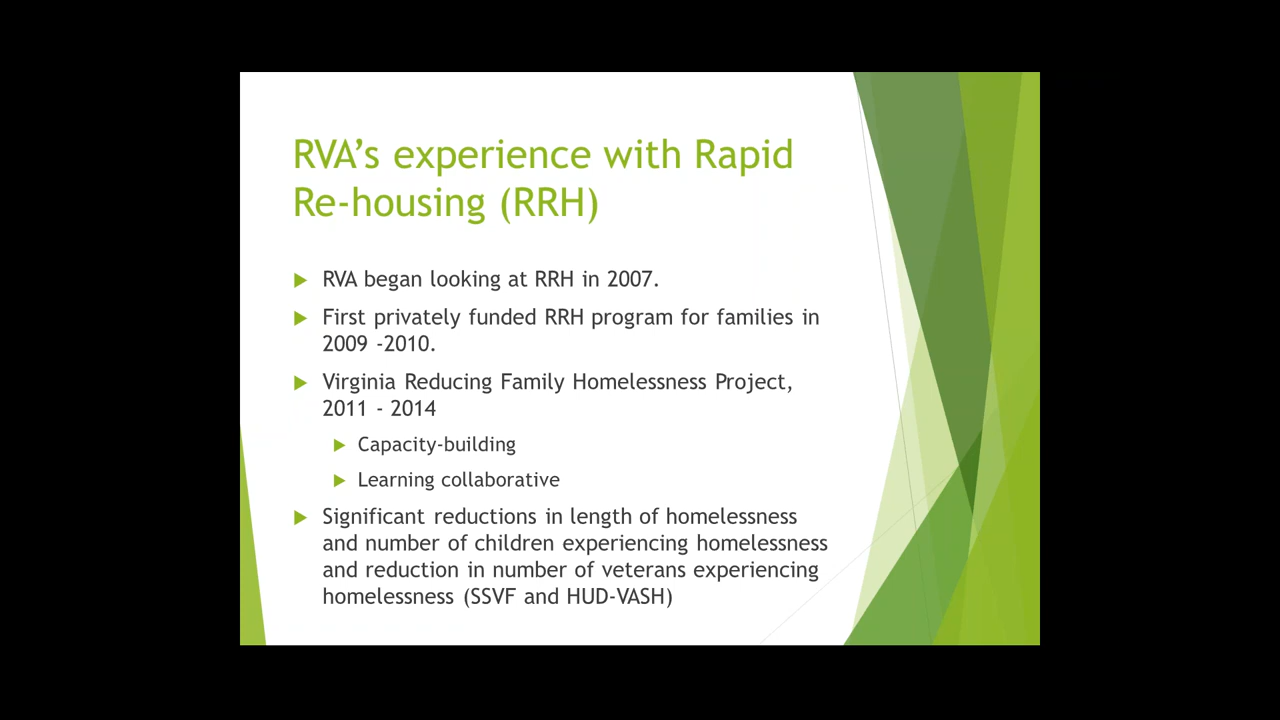 RVA’s experience with Rapid
Re-housing (RRH)
RVA began looking at RRH in 2007.
First privately funded RRH program for families in
2009 -2010.
Virginia Reducing Family Homelessness Project,
2011 - 2014
Capacity-building
Learning collaborative
Significant reductions in length of homelessness
and number of children experiencing homelessness
and reduction in number of veterans experiencing
homelessness (SSVF and HUD-VASH)